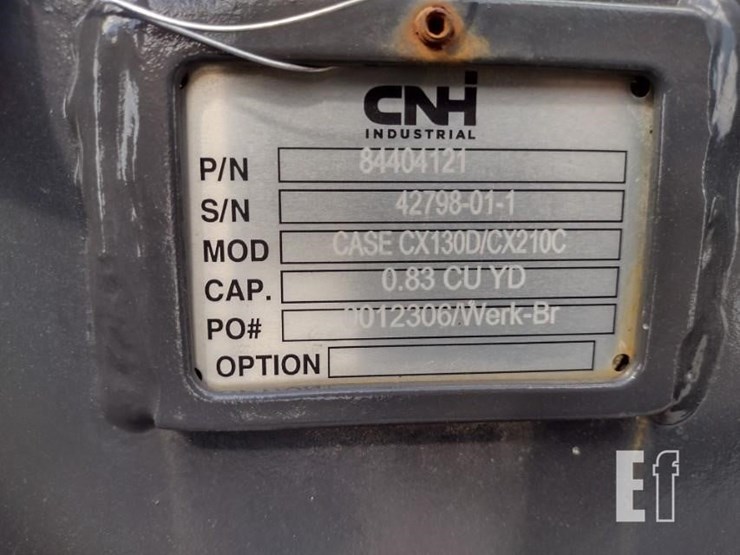 CNH
INDUSTRIAL
P/N 84404121
S/N 42798-01-1
MOD CASE CX130D/CX210C
CAP. 0.83 CU YD
PO# 0012306/Werk-Br
OPTION
Ef